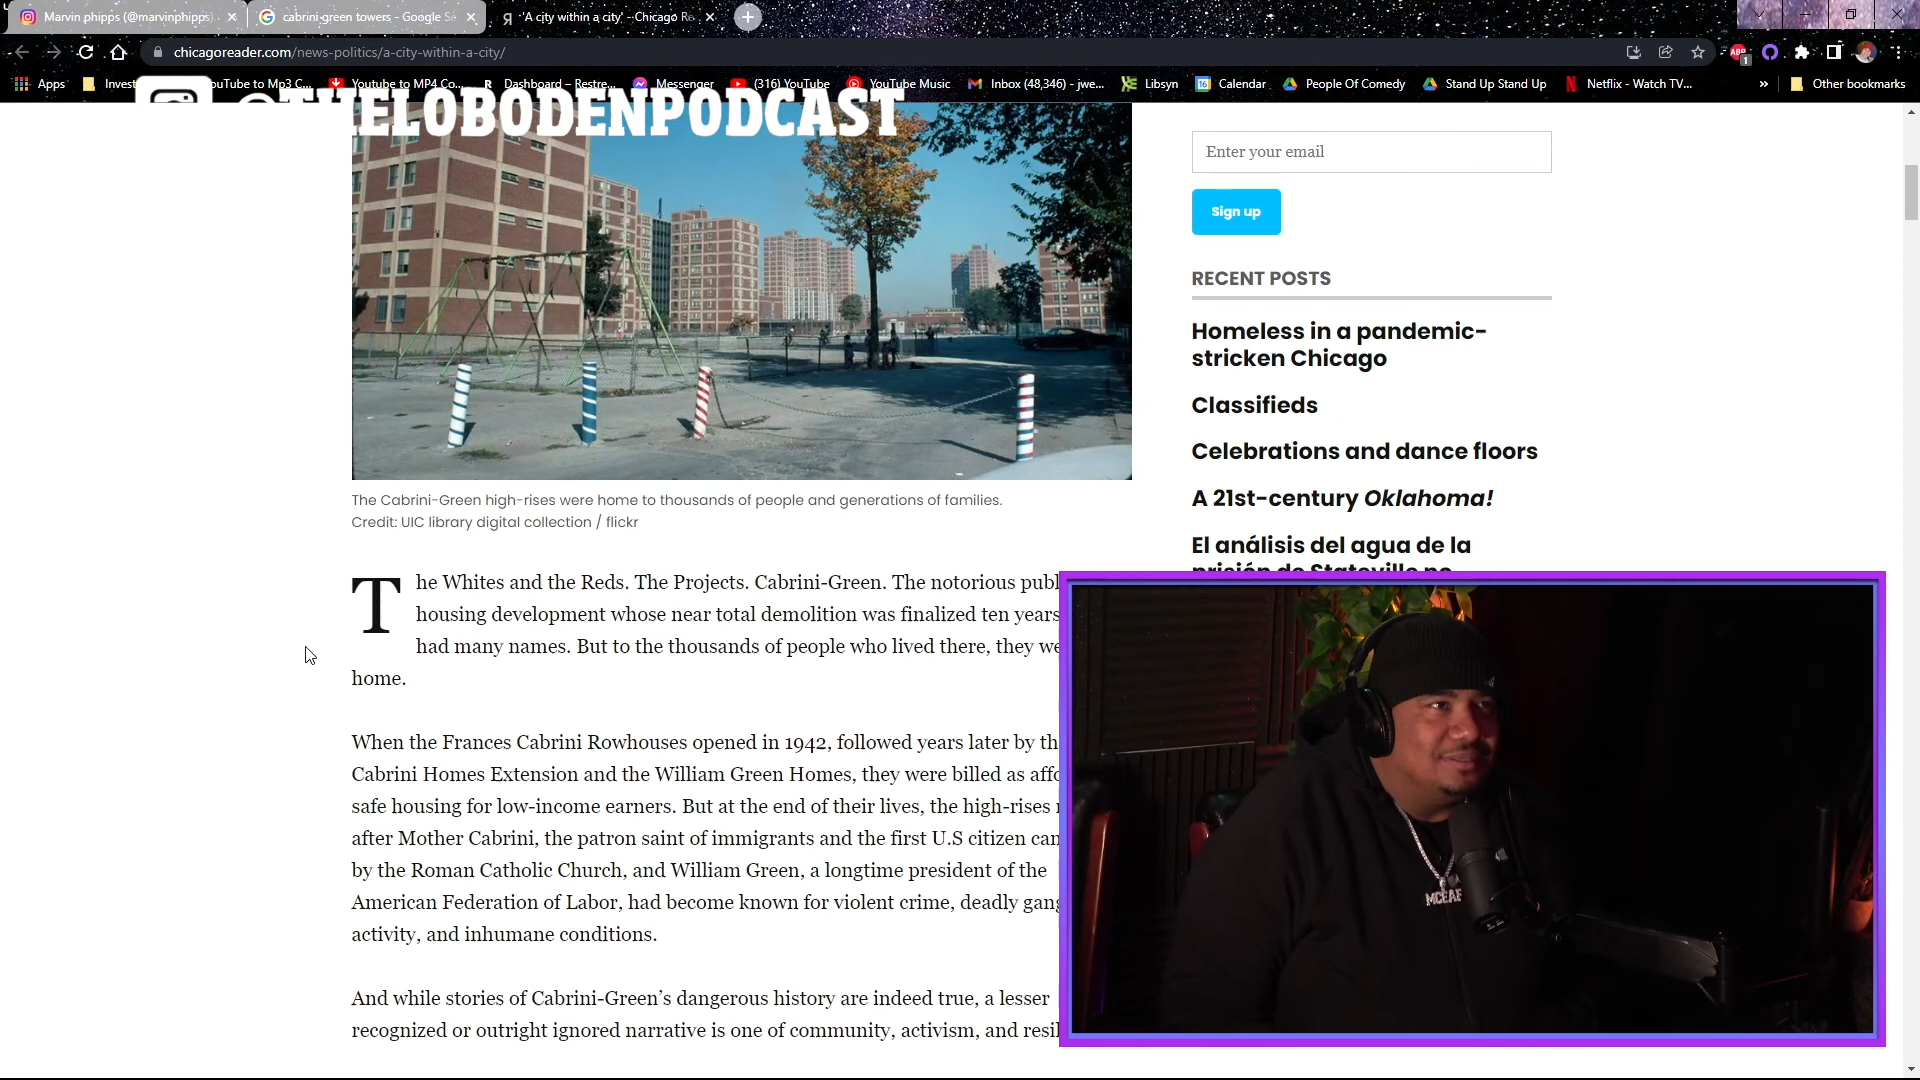 Marvin phipps (@marvinphipps)
cabrini green towers - Google Se
'A city within a city' - Chicago Re
chicagoreader.com/news-politics/a-city-within-a-city/
ABP
1
Apps
Invest
ouTube to Mp3 C...
Youtube to MP4 Co...
R Dashboard – Restre...
Messenger
(316) YouTube
YouTube Music
Inbox (48,346) - jwe...
Libsyn
16
Calendar
People Of Comedy
Stand Up Stand Up
Netflix - Watch TV...
»
Other bookmarks
@THELOBODENPODCAST
Enter your email
Sign up
RECENT POSTS
Homeless in a pandemic-
stricken Chicago
Classifieds
Celebrations and dance floors
A 21st-century Oklahoma!
El análisis del agua de la
prisión de Stateville no
The Cabrini-Green high-rises were home to thousands of people and generations of families.
Credit: UIC library digital collection / flickr
The Whites and the Reds. The Projects. Cabrini-Green. The notorious publ
housing development whose near total demolition was finalized ten years
had many names. But to the thousands of people who lived there, they we
home.
When the Frances Cabrini Rowhouses opened in 1942, followed years later by th
Cabrini Homes Extension and the William Green Homes, they were billed as affo
safe housing for low-income earners. But at the end of their lives, the high-rises
after Mother Cabrini, the patron saint of immigrants and the first U.S citizen can
by the Roman Catholic Church, and William Green, a longtime president of the
American Federation of Labor, had become known for violent crime, deadly gang
activity, and inhumane conditions.
And while stories of Cabrini-Green's dangerous history are indeed true, a lesser
recognized or outright ignored narrative is one of community, activism, and resil